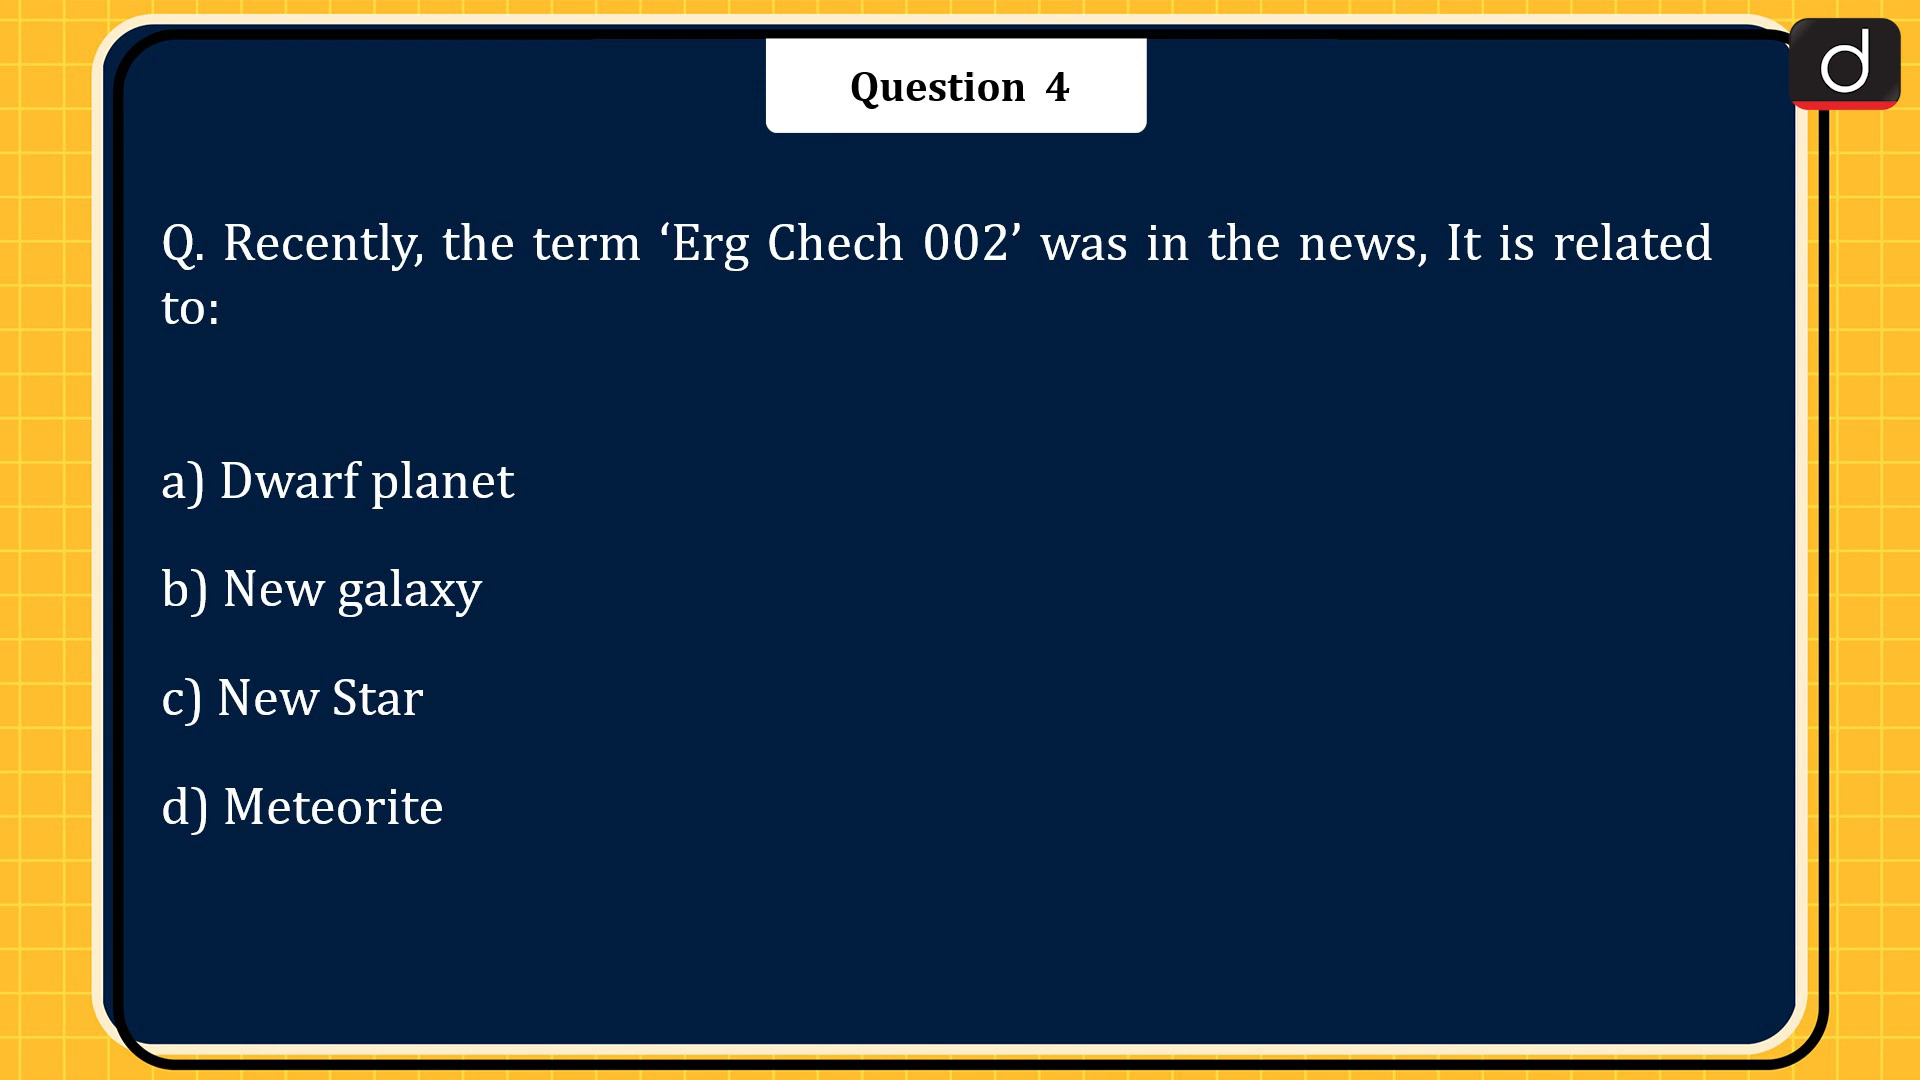 Question 4
d
Q. Recently, the term ‘Erg Chech 002’ was in the news, It is related
to:
a) Dwarf planet
b) New galaxy
c) New Star
d) Meteorite